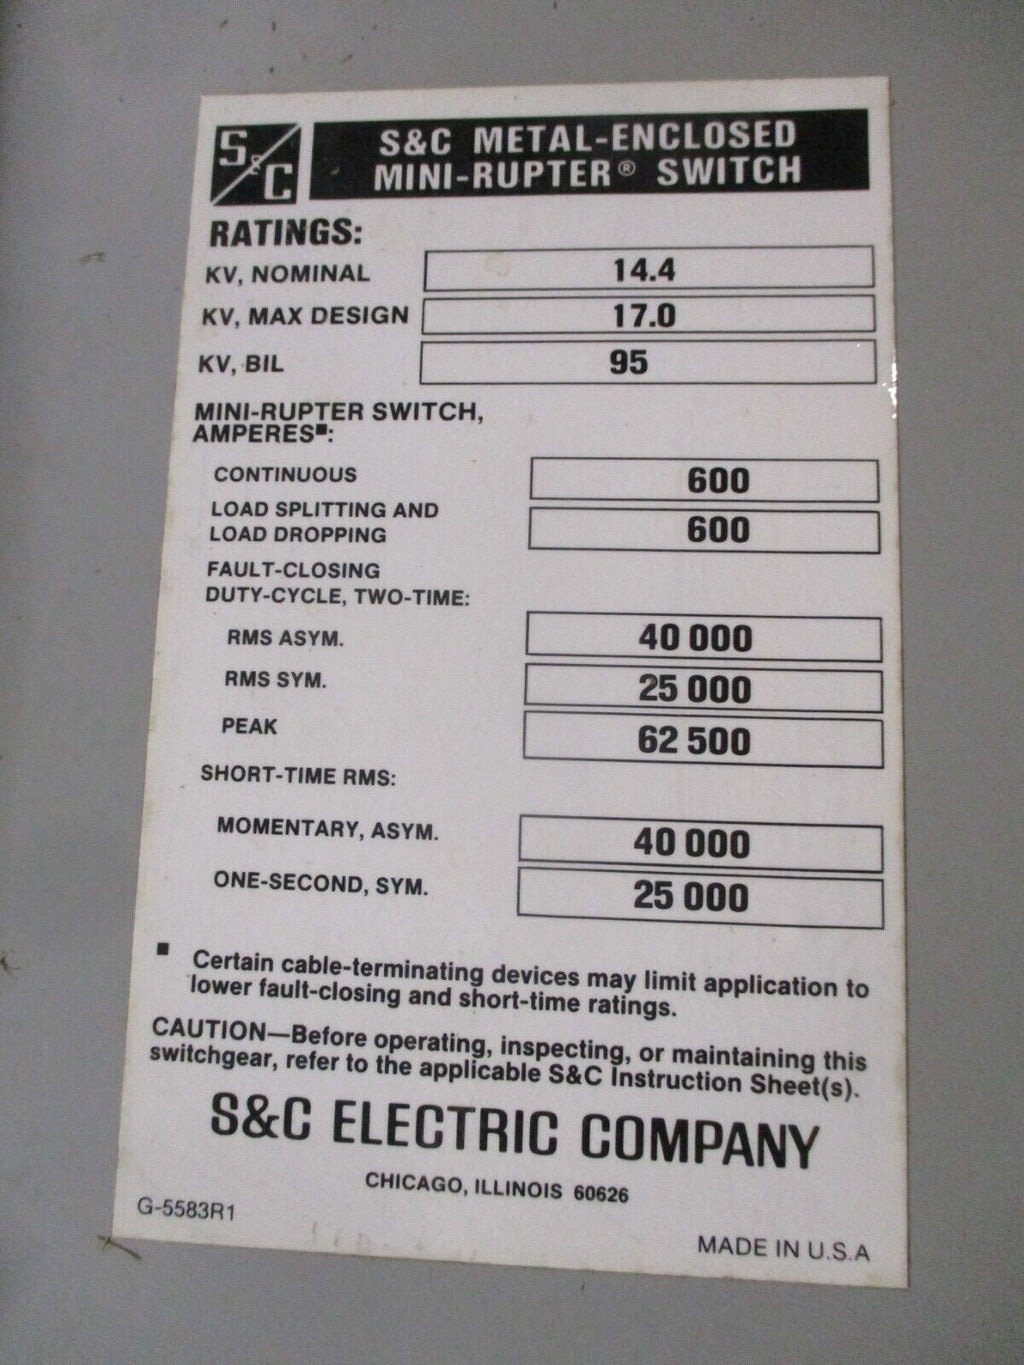 S&C
S&C METAL-ENCLOSED
MINI-RUPTER® SWITCH
RATINGS:
KV, NOMINAL 14.4
KV, MAX DESIGN 17.0
KV, BIL 95
MINI-RUPTER SWITCH,
AMPERES■:
CONTINUOUS 600
LOAD SPLITTING AND
LOAD DROPPING 600
FAULT-CLOSING
DUTY-CYCLE, TWO-TIME:
RMS ASYM. 40 000
RMS SYM. 25 000
PEAK 62 500
SHORT-TIME RMS:
MOMENTARY, ASYM. 40 000
ONE-SECOND, SYM. 25 000
■ Certain cable-terminating devices may limit application to
lower fault-closing and short-time ratings.
CAUTION—Before operating, inspecting, or maintaining this
switchgear, refer to the applicable S&C Instruction Sheet(s).
S&C ELECTRIC COMPANY
CHICAGO, ILLINOIS 60626
G-5583R1
MADE IN U.S.A